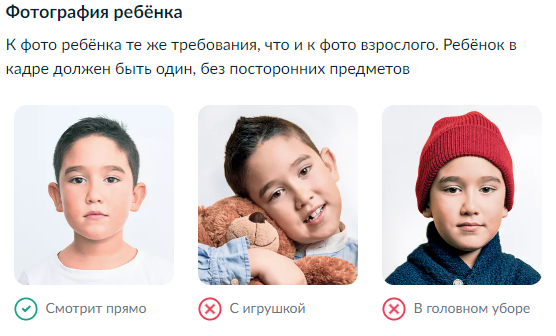 Фотография ребёнка
К фото ребёнка те же требования, что и к фото взрослого. Ребёнок в
кадре должен быть один, без посторонних предметов
Смотрит прямо
С игрушкой
В головном уборе